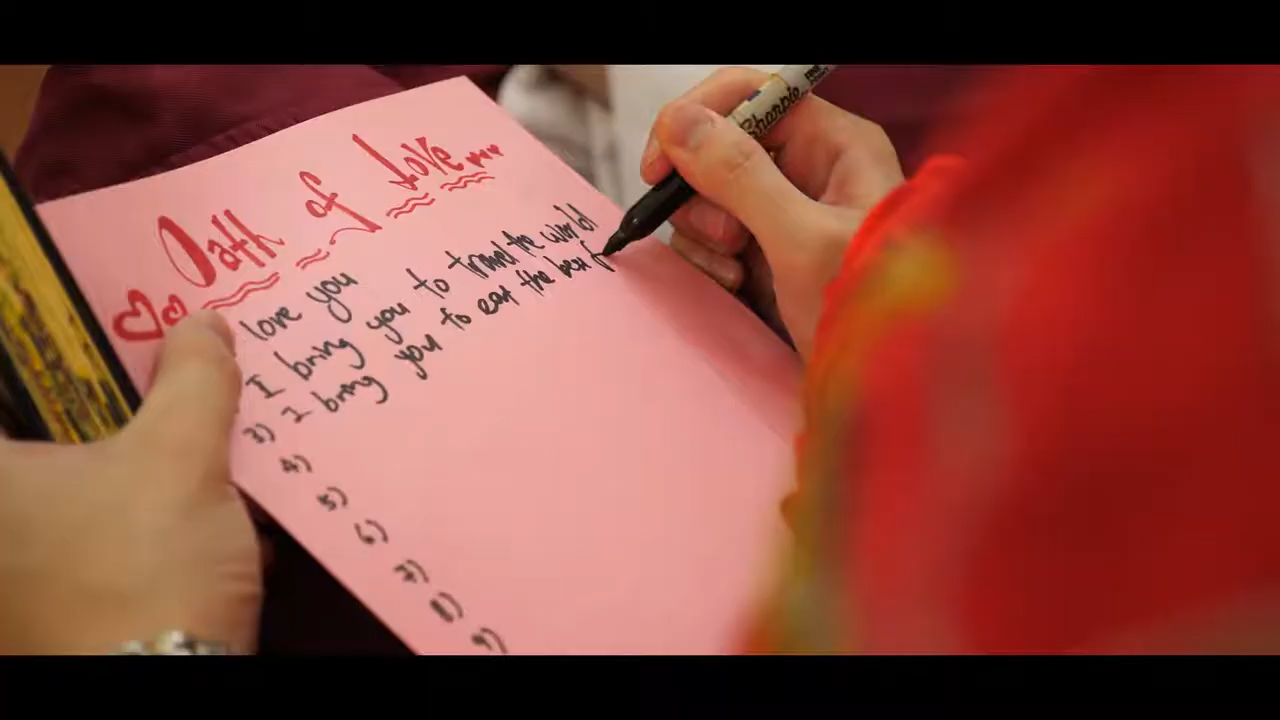 Oath of Love...
love you
I bring you to travel the world
I bring you to eat the best f
3)
4)
5)
6)
7)
8)
9)
Sharpie